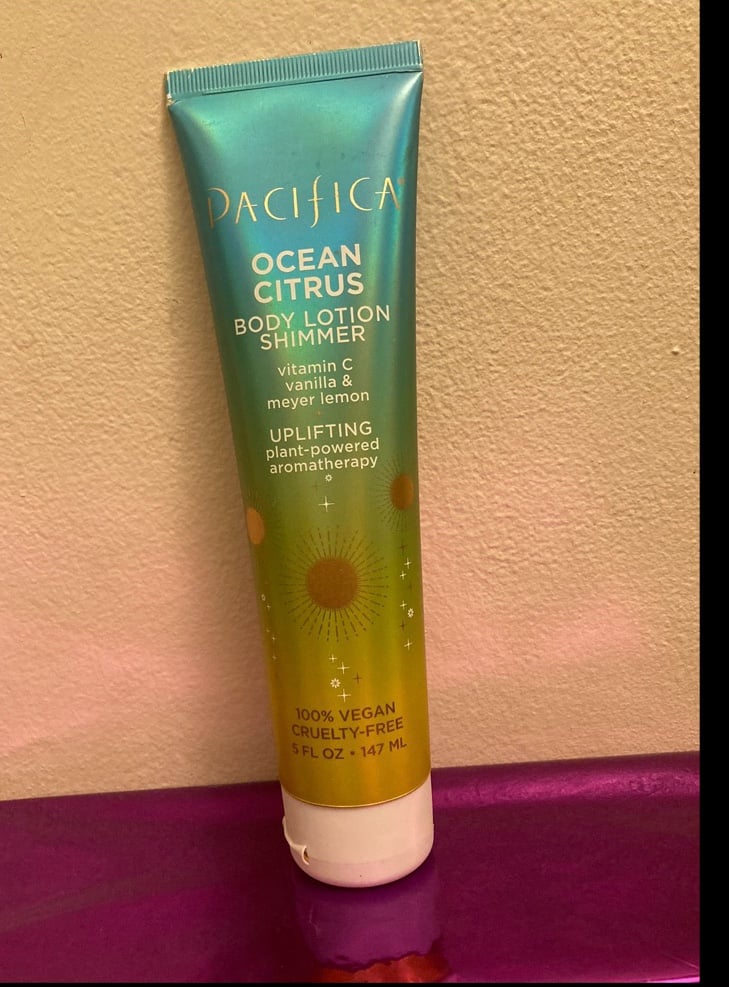 PACIFICA
OCEAN
CITRUS
BODY LOTION
SHIMMER
vitamin C
vanilla &
meyer lemon
UPLIFTING
plant-powered
aromatherapy
100% VEGAN
CRUELTY-FREE
5 FL OZ • 147 ML